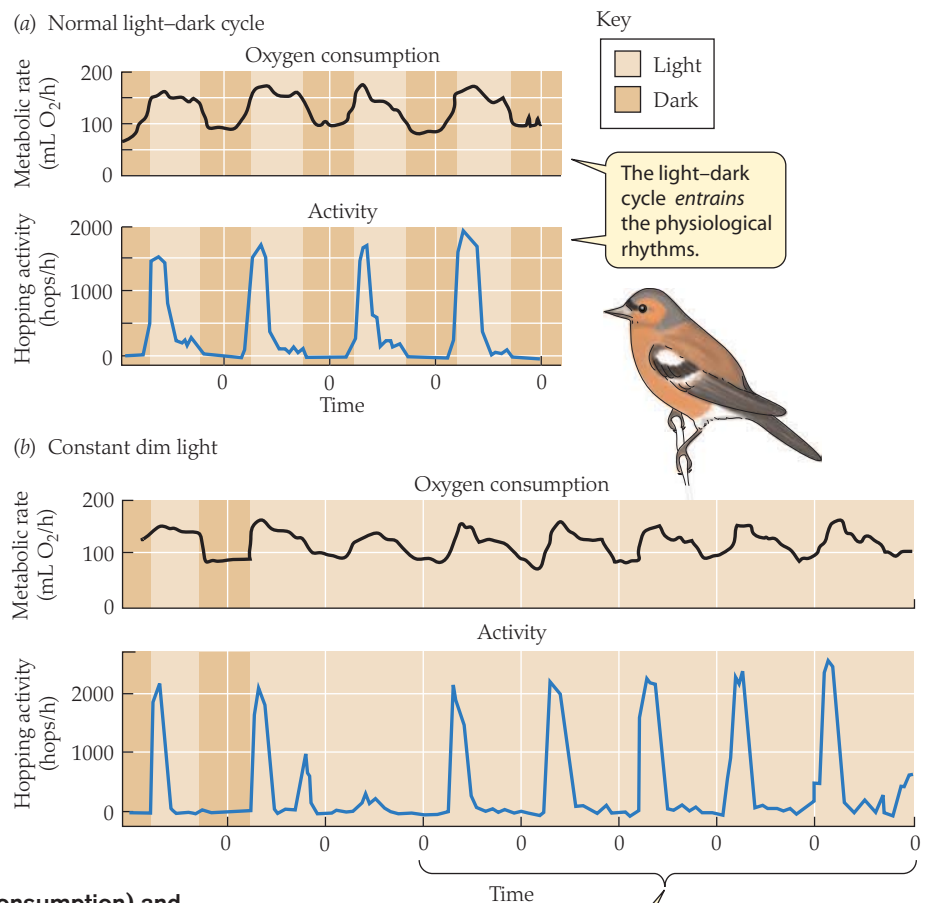 (a) Normal light–dark cycle
Key
Light
Dark
Oxygen consumption
Metabolic rate
(mL O₂/h)
200
100
0
The light–dark
cycle entrains
the physiological
rhythms.
Activity
Hopping activity
(hops/h)
2000
1000
0
0 0 0 0
Time
(b) Constant dim light
Oxygen consumption
Metabolic rate
(mL O₂/h)
200
100
0
Activity
Hopping activity
(hops/h)
2000
1000
0
0 0 0 0 0 0 0 0
Time
onsumption) and